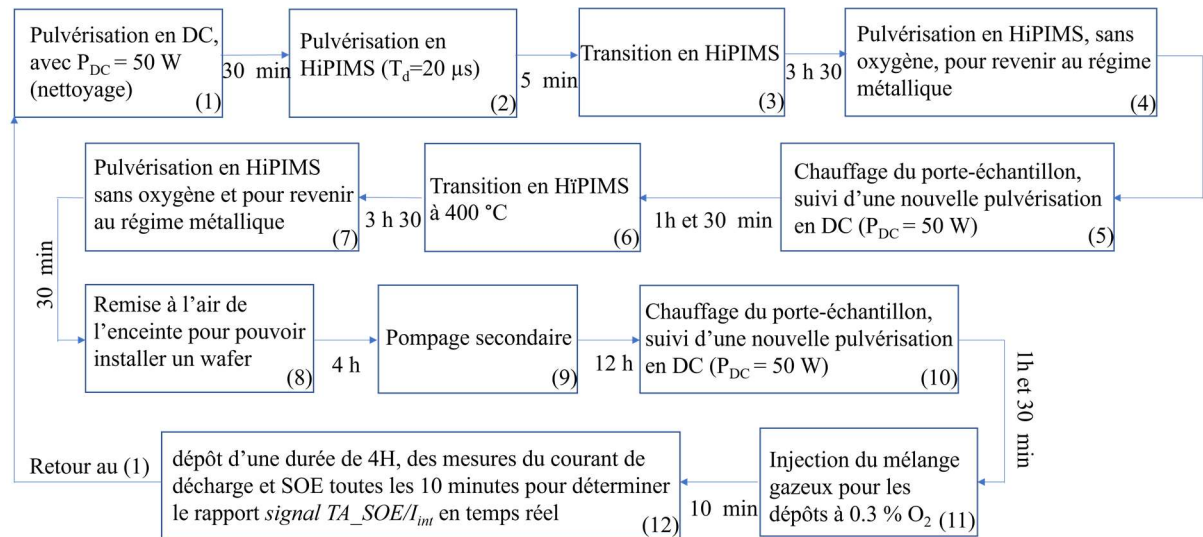 Pulvérisation en DC,
avec P_DC = 50 W
(nettoyage)
(1)
30 min
Pulvérisation en
HiPIMS (T_d=20 µs)
(2)
5 min
Transition en HiPIMS
(3)
3 h 30
Pulvérisation en HiPIMS, sans
oxygène, pour revenir au régime
métallique
(4)
Chauffage du porte-échantillon,
suivi d’une nouvelle pulvérisation
en DC (P_DC = 50 W)
(5)
1h et 30 min
Transition en HïPIMS
à 400 °C
(6)
3 h 30
Pulvérisation en HiPIMS
sans oxygène et pour revenir
au régime métallique
(7)
30 min
Remise à l’air de
l’enceinte pour pouvoir
installer un wafer
(8)
4 h
Pompage secondaire
(9)
12 h
Chauffage du porte-échantillon,
suivi d’une nouvelle pulvérisation
en DC (P_DC = 50 W)
(10)
1h et 30 min
Injection du mélange
gazeux pour les
dépôts à 0.3 % O_2
(11)
10 min
dépôt d’une durée de 4H, des mesures du courant de
décharge et SOE toutes les 10 minutes pour déterminer
le rapport signal TA_SOE/I_int en temps réel
(12)
Retour au (1)